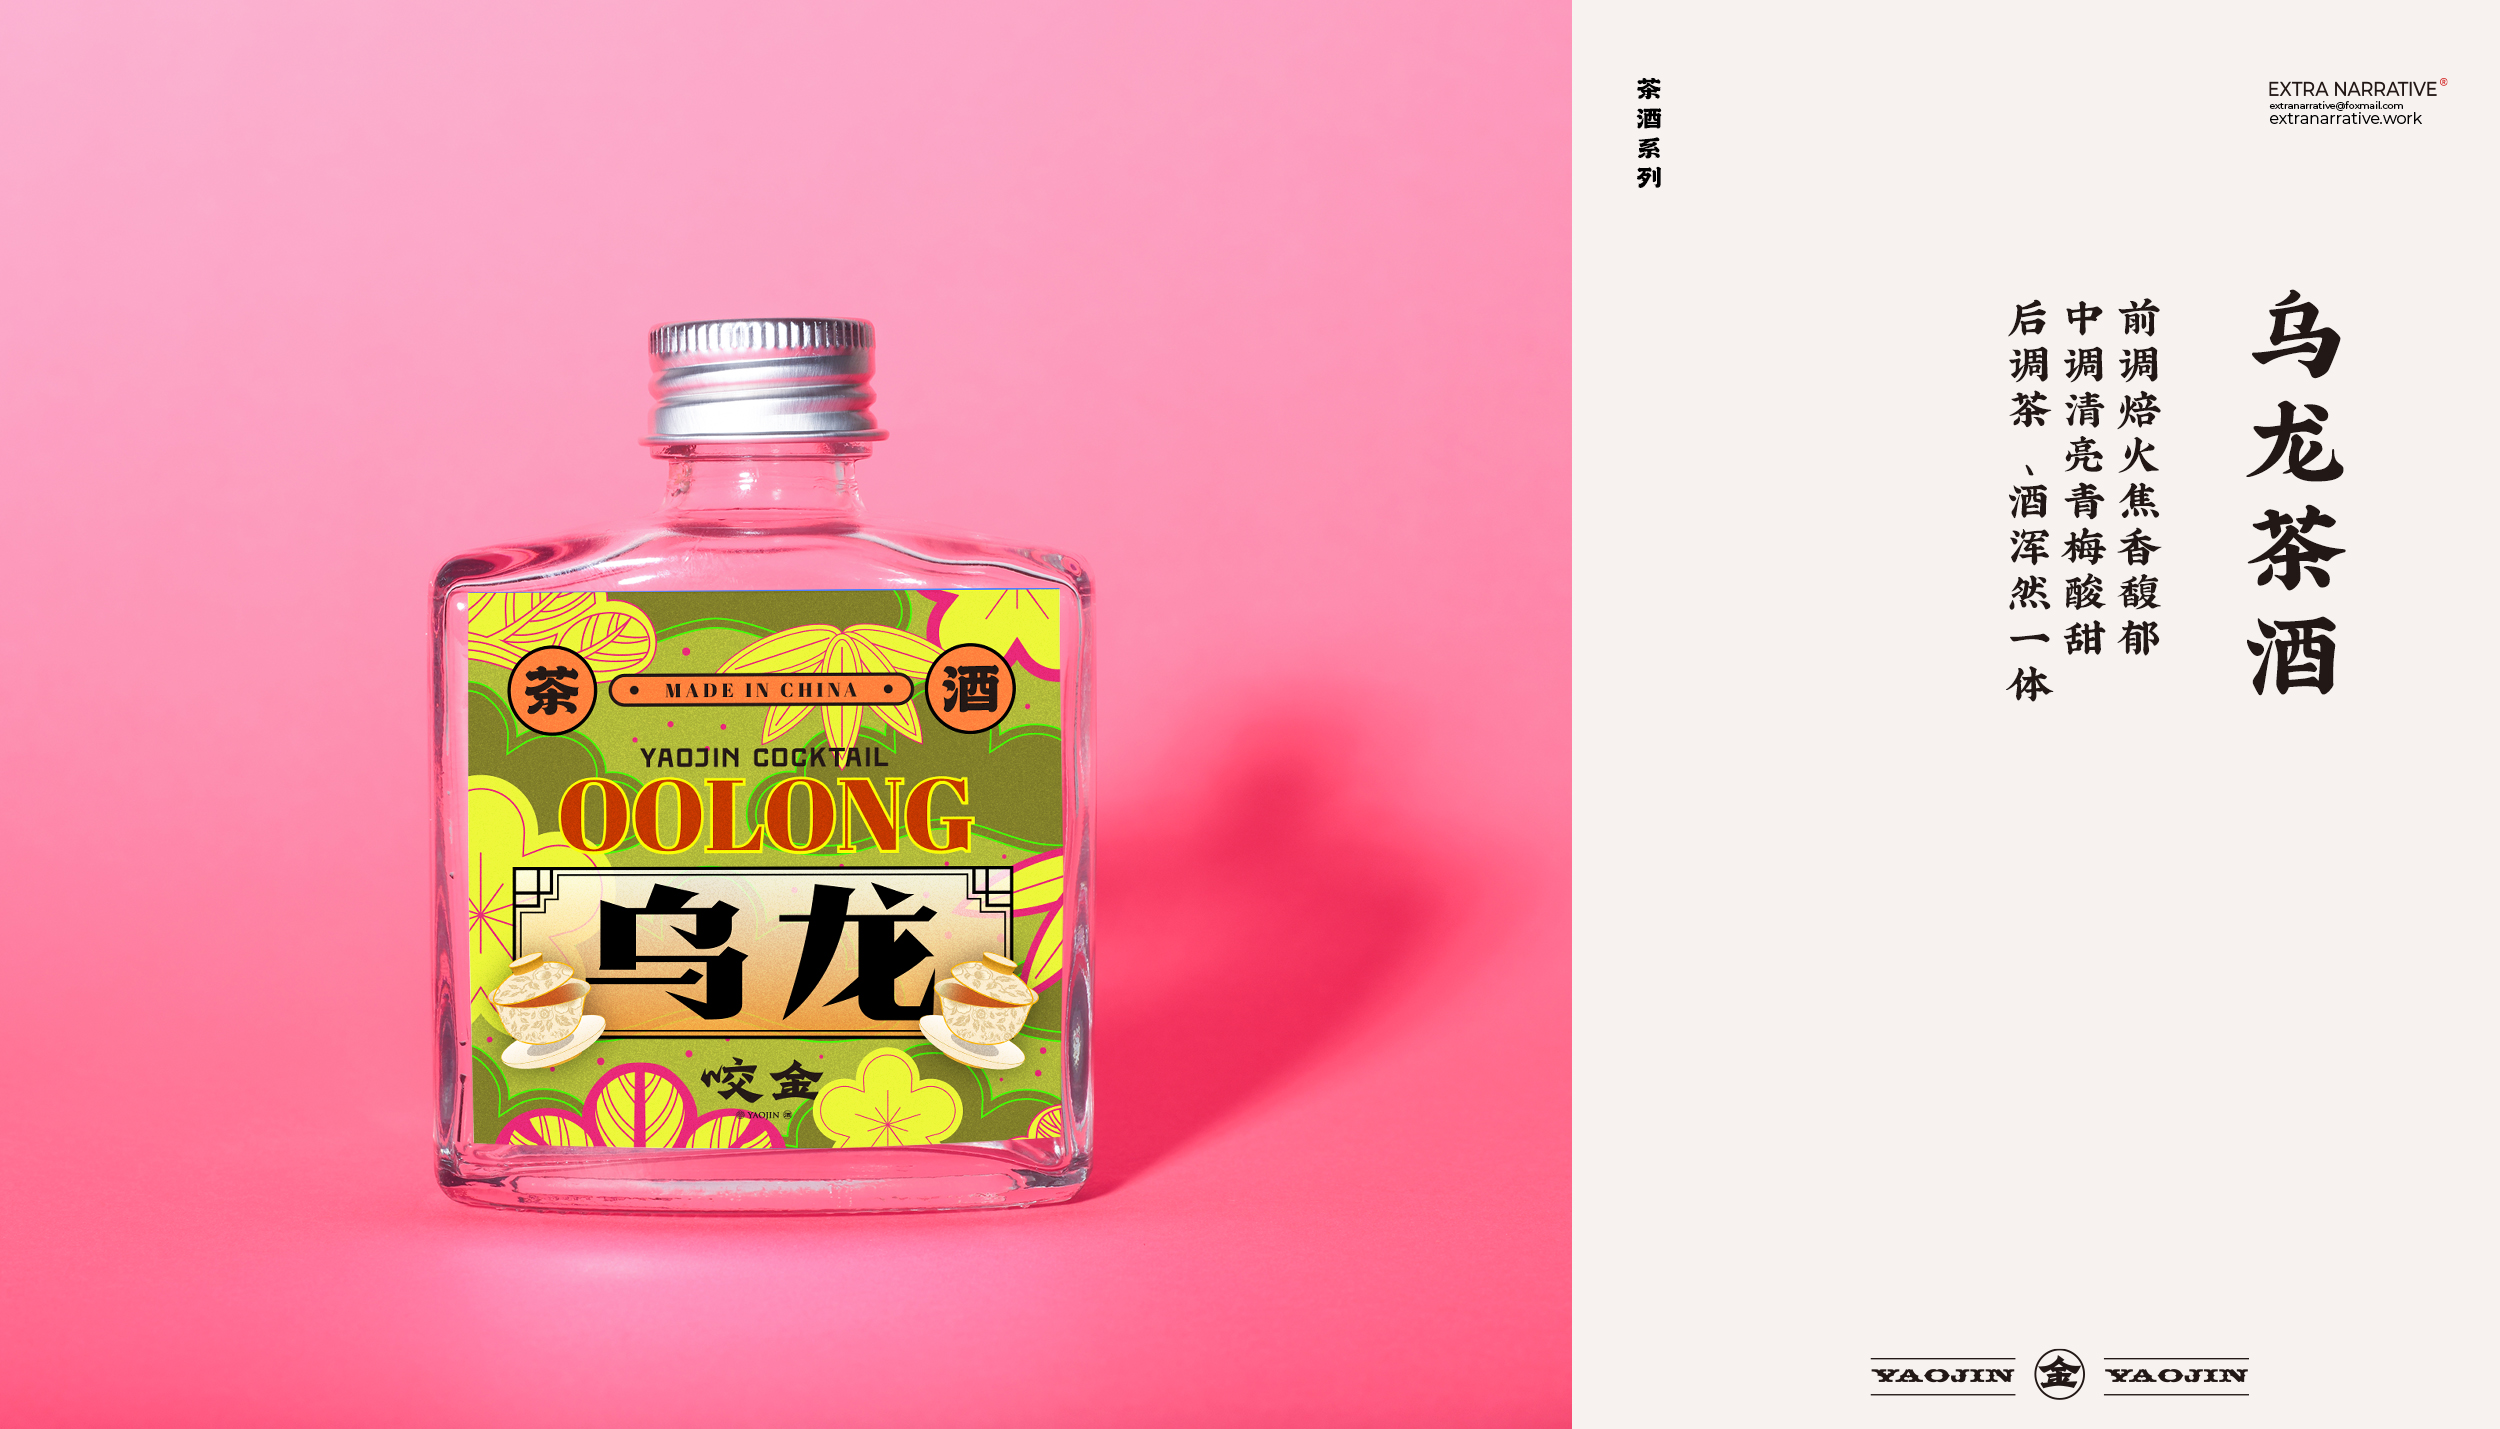 茶
MADE IN CHINA
酒
YAOJIN COCKTAIL
OOLONG
乌龙
咬金
YAOJIN
茶酒系列
EXTRA NARRATIVE®
extranarrative@foxmail.com
extranarrative.work
乌龙茶酒
前调焙火焦香馥郁
中调清亮青梅酸甜
后调茶、酒浑然一体
YAOJIN 金 YAOJIN